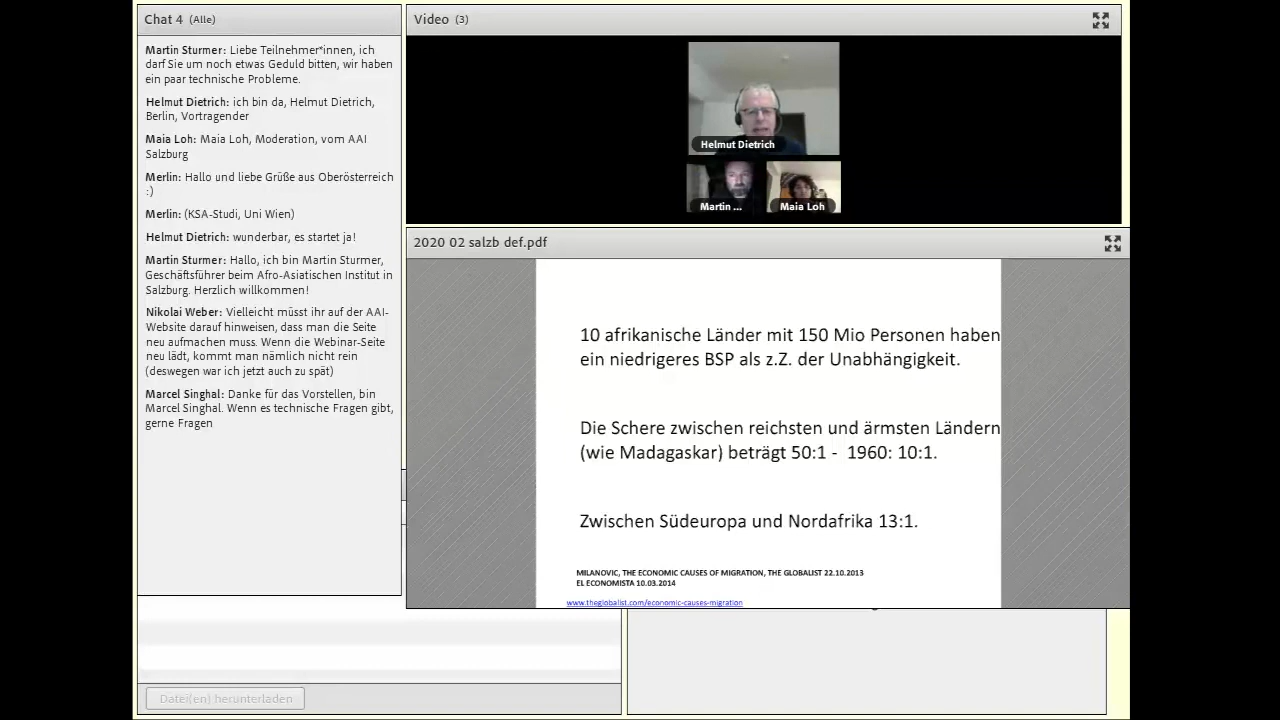 Chat 4 (Alle)
Martin Sturmer: Liebe Teilnehmer*innen, ich
darf Sie um noch etwas Geduld bitten, wir haben
ein paar technische Probleme.
Helmut Dietrich: ich bin da, Helmut Dietrich,
Berlin, Vortragender
Maia Loh: Maia Loh, Moderation, vom AAI
Salzburg
Merlin: Hallo und liebe Grüße aus Oberösterreich
:)
Merlin: (KSA-Studi, Uni Wien)
Helmut Dietrich: wunderbar, es startet ja!
Martin Sturmer: Hallo, ich bin Martin Sturmer,
Geschäftsführer beim Afro-Asiatischen Institut in
Salzburg. Herzlich willkommen!
Nikolai Weber: Vielleicht müsst ihr auf der AAI-
Website darauf hinweisen, dass man die Seite
neu aufmachen muss. Wenn die Webinar-Seite
neu lädt, kommt man nämlich nicht rein
(deswegen war ich jetzt auch zu spät)
Marcel Singhal: Danke für das Vorstellen, bin
Marcel Singhal. Wenn es technische Fragen gibt,
gerne Fragen
Video (3)
Helmut Dietrich
Martin ...
Maia Loh
2020 02 salzb def.pdf
10 afrikanische Länder mit 150 Mio Personen haben
ein niedrigeres BSP als z.Z. der Unabhängigkeit.
Die Schere zwischen reichsten und ärmsten Ländern
(wie Madagaskar) beträgt 50:1 - 1960: 10:1.
Zwischen Südeuropa und Nordafrika 13:1.
MILANOVIC, THE ECONOMIC CAUSES OF MIGRATION, THE GLOBALIST 22.10.2013
EL ECONOMISTA 10.03.2014
www.theglobalist.com/economic-causes-migration
Datei(en) herunterladen